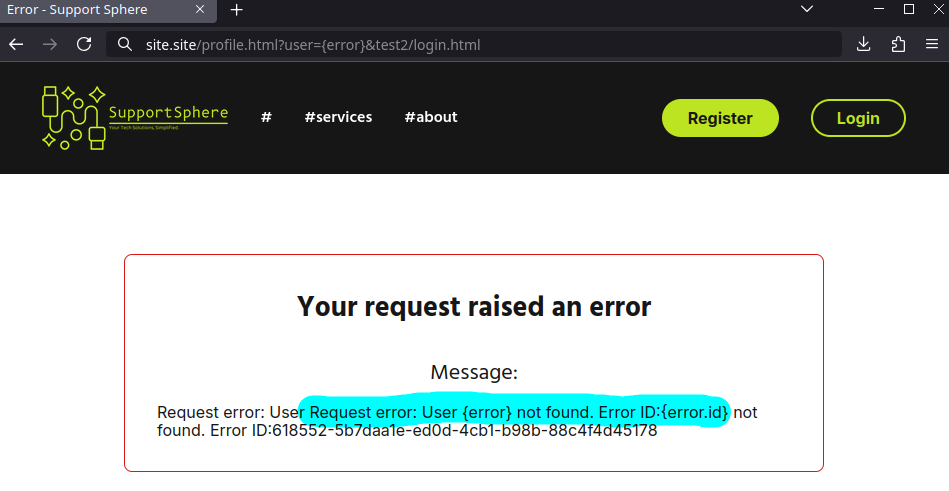 Error - Support Sphere
site.site/profile.html?user={error}&test2/login.html
SupportSphere
Your Tech Solutions, Simplified.
#
#services
#about
Register
Login
Your request raised an error
Message:
Request error: User Request error: User {error} not found. Error ID:{error.id} not
found. Error ID:618552-5b7daa1e-ed0d-4cb1-b98b-88c4f4d45178